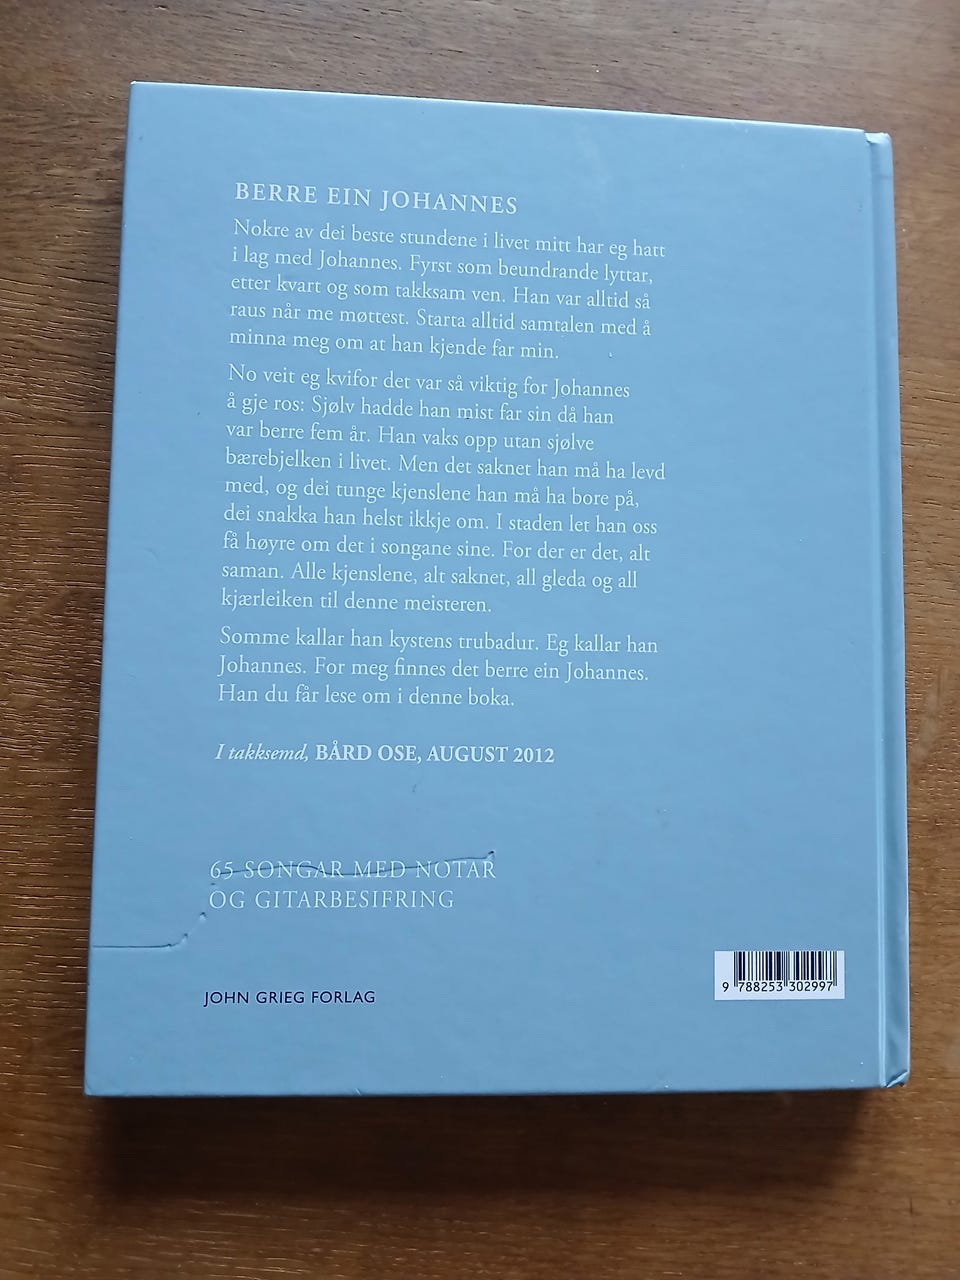 BERRE EIN JOHANNES
Nokre av dei beste stundene i livet mitt har eg hatt
i lag med Johannes. Fyrst som beundrande lyttar,
etter kvart og som takksam ven. Han var alltid så
raus når me møttest. Starta alltid samtalen med å
minna meg om at han kjende far min.
No veit eg kvifor det var så viktig for Johannes
å gje ros: Sjølv hadde han mist far sin då han
var berre fem år. Han vaks opp utan sjølve
bærebjelken i livet. Men det saknet han må ha levd
med, og dei tunge kjenslene han må ha bore på,
dei snakka han helst ikkje om. I staden let han oss
få høyre om det i songane sine. For der er det, alt
saman. Alle kjenslene, alt saknet, all gleda og all
kjærleiken til denne meisteren.
Somme kallar han kystens trubadur. Eg kallar han
Johannes. For meg finnes det berre ein Johannes.
Han du får lese om i denne boka.
I takksemd, BÅRD OSE, AUGUST 2012
65 SONGAR MED NOTAR
OG GITARBESIFRING
JOHN GRIEG FORLAG
9 788253 302997